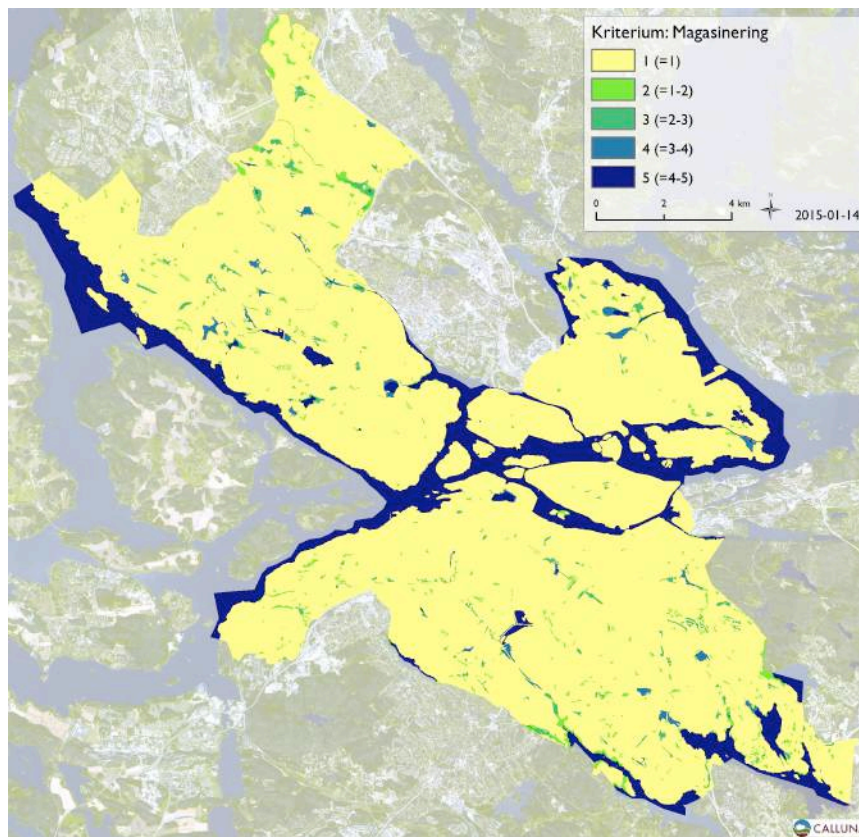 Kriterium: Magasinering
1 (=1)
2 (=1-2)
3 (=2-3)
4 (=3-4)
5 (=4-5)
0 2 4 km
N
2015-01-14
CALLUN